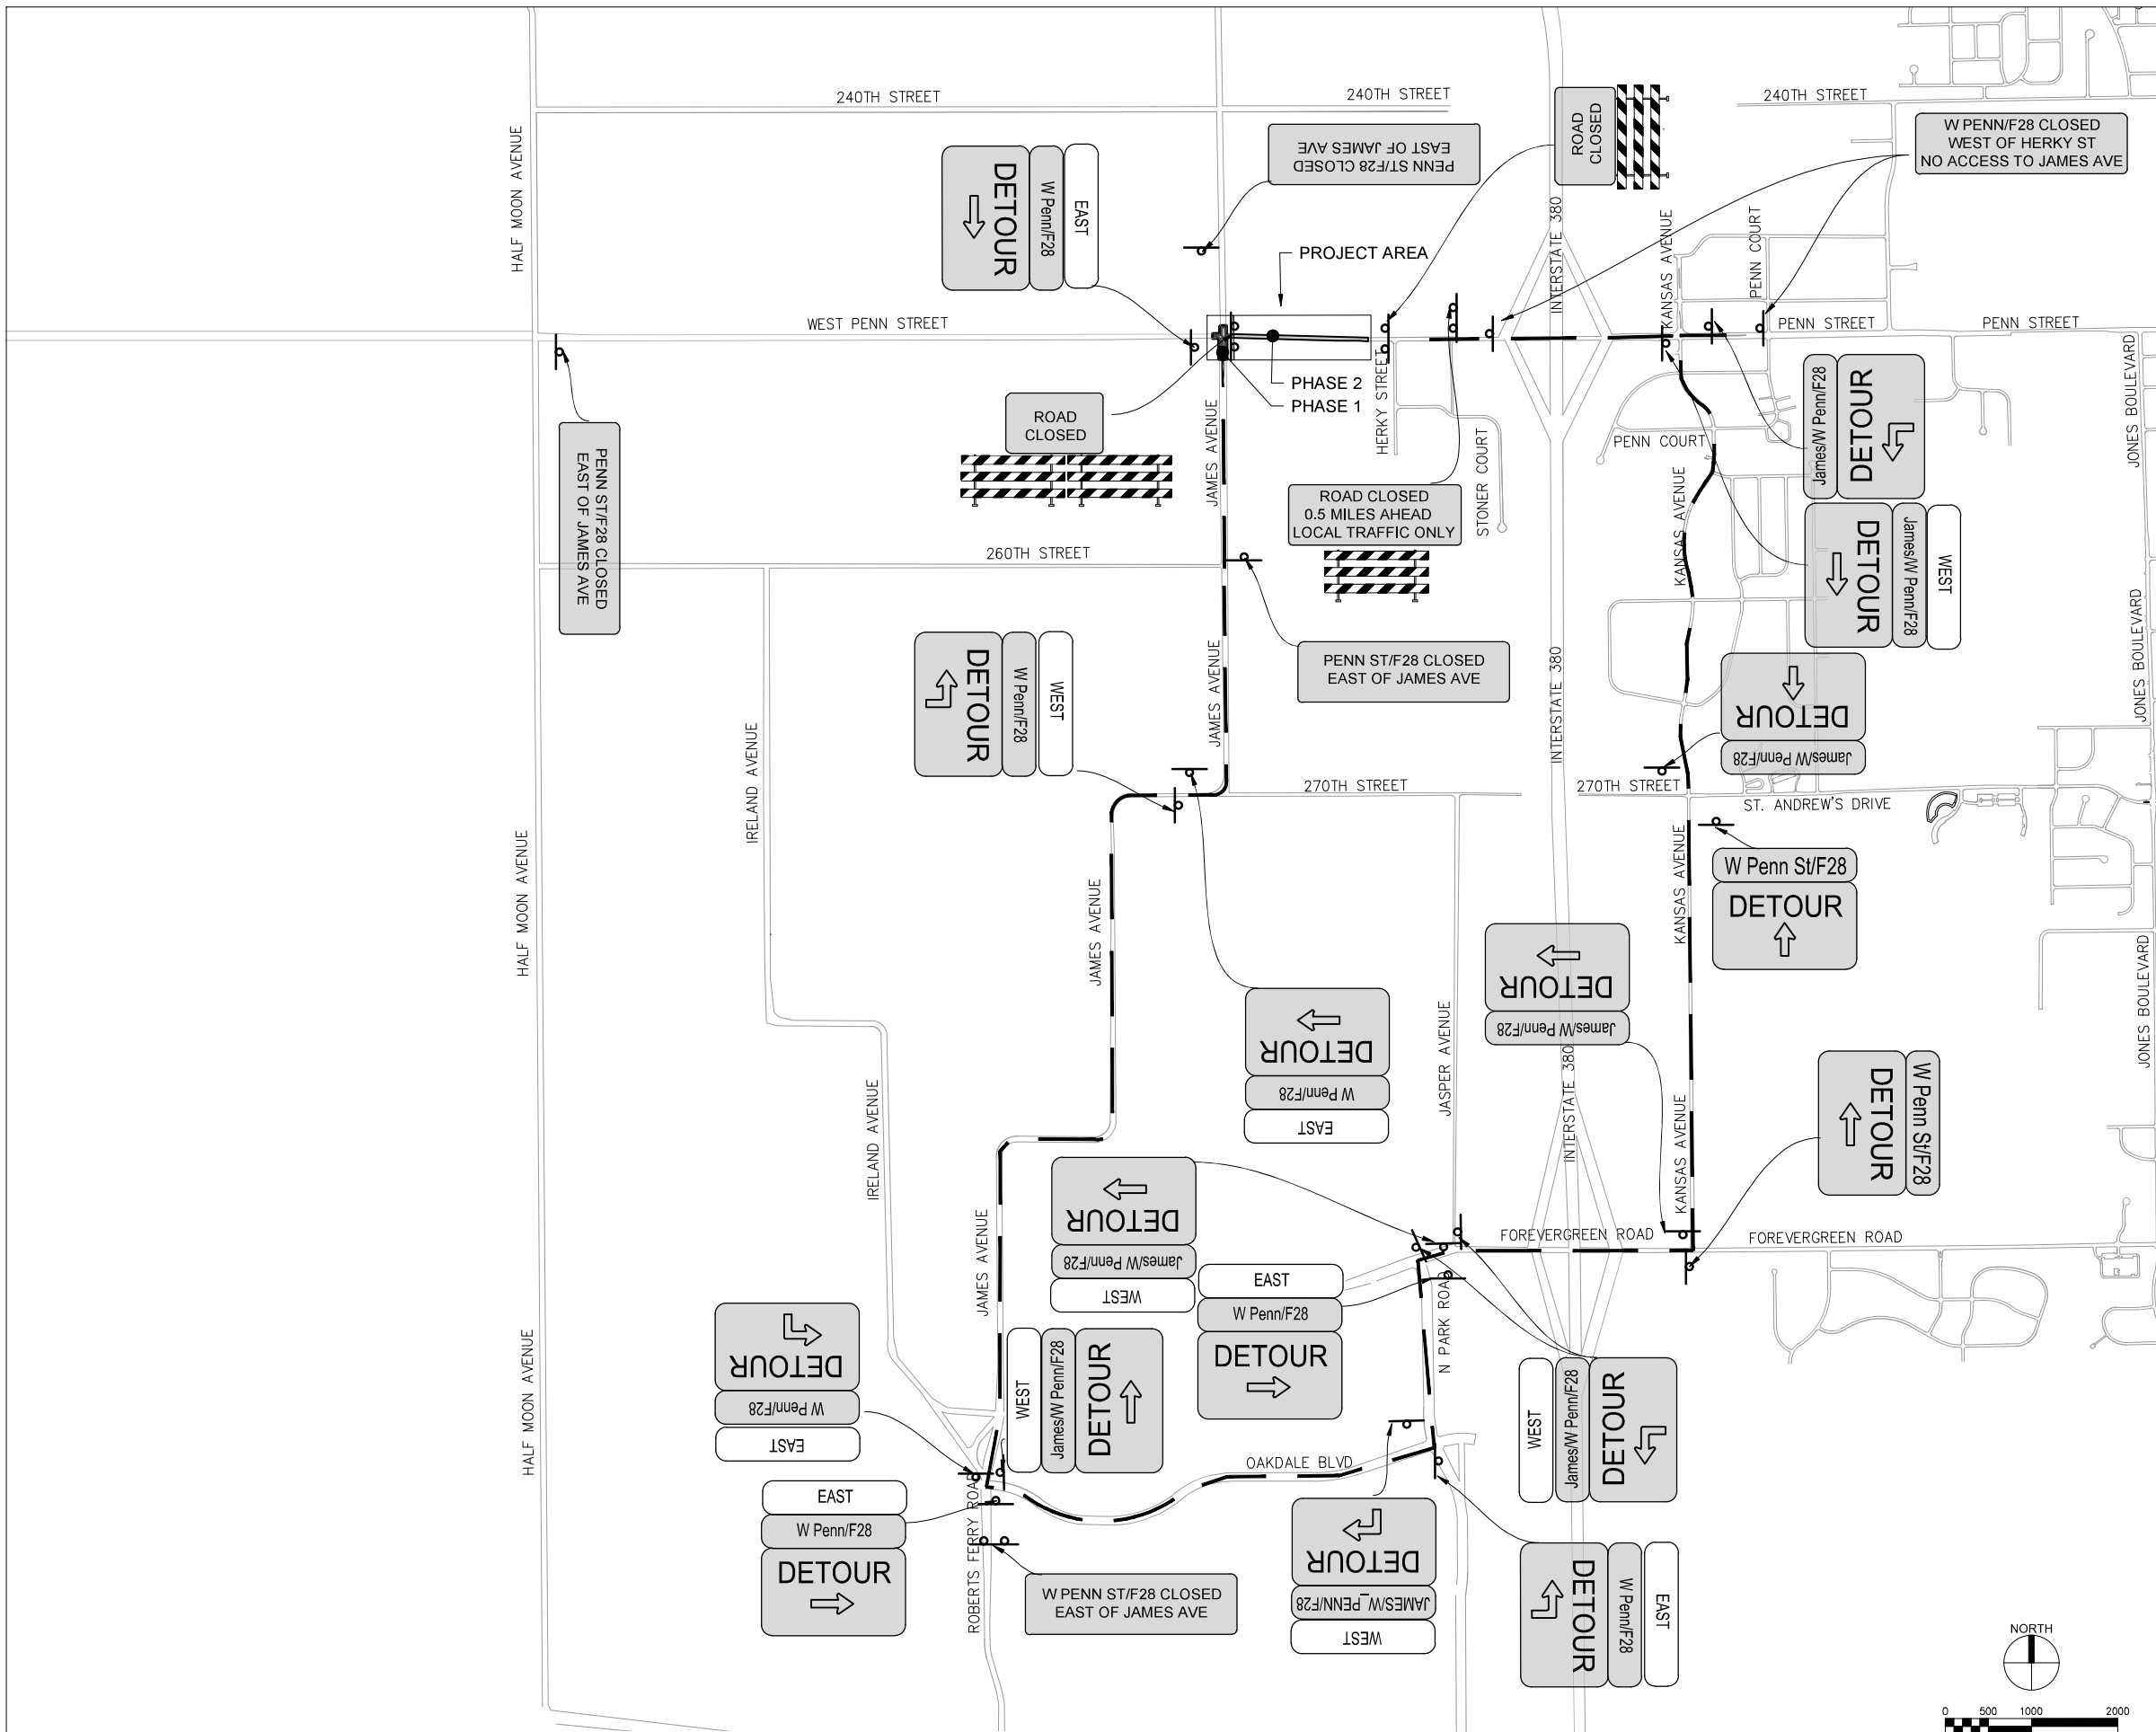 240TH STREET
240TH STREET
240TH STREET
HALF MOON AVENUE
DETOUR
W Penn/F28
EAST
PENN ST/F28 CLOSED
EAST OF JAMES AVE
ROAD
CLOSED
W PENN/F28 CLOSED
WEST OF HERKY ST
NO ACCESS TO JAMES AVE
INTERSTATE 380
KANSAS AVENUE
PENN COURT
PROJECT AREA
WEST PENN STREET
PENN STREET
PENN STREET
PHASE 2
PHASE 1
HERKY STREET
JONES BOULEVARD
James/W Penn/F28
DETOUR
ROAD
CLOSED
JAMES AVENUE
PENN COURT
STONER COURT
KANSAS AVENUE
PENN ST/F28 CLOSED
EAST OF JAMES AVE
ROAD CLOSED
0.5 MILES AHEAD
LOCAL TRAFFIC ONLY
DETOUR
James/W Penn/F28
WEST
260TH STREET
JONES BOULEVARD
DETOUR
W Penn/F28
WEST
JAMES AVENUE
PENN ST/F28 CLOSED
EAST OF JAMES AVE
INTERSTATE 380
DETOUR
James/W Penn/F28
IRELAND AVENUE
270TH STREET
270TH STREET
ST. ANDREW'S DRIVE
HALF MOON AVENUE
JAMES AVENUE
KANSAS AVENUE
W Penn St/F28
DETOUR
DETOUR
James/W Penn/F28
JONES BOULEVARD
DETOUR
W Penn/F28
EAST
JASPER AVENUE
INTERSTATE 380
KANSAS AVENUE
DETOUR
W Penn St/F28
IRELAND AVENUE
JAMES AVENUE
DETOUR
James/W Penn/F28
WEST
FOREVERGREEN ROAD
FOREVERGREEN ROAD
EAST
W Penn/F28
DETOUR
N PARK ROAD
HALF MOON AVENUE
DETOUR
W Penn/F28
EAST
WEST
James/W Penn/F28
DETOUR
WEST
James/W Penn/F28
DETOUR
OAKDALE BLVD
EAST
W Penn/F28
DETOUR
ROBERTS FERRY ROAD
W PENN ST/F28 CLOSED
EAST OF JAMES AVE
DETOUR
JAMES/W_PENN/F28
WEST
DETOUR
W Penn/F28
EAST
NORTH
0 500 1000 2000